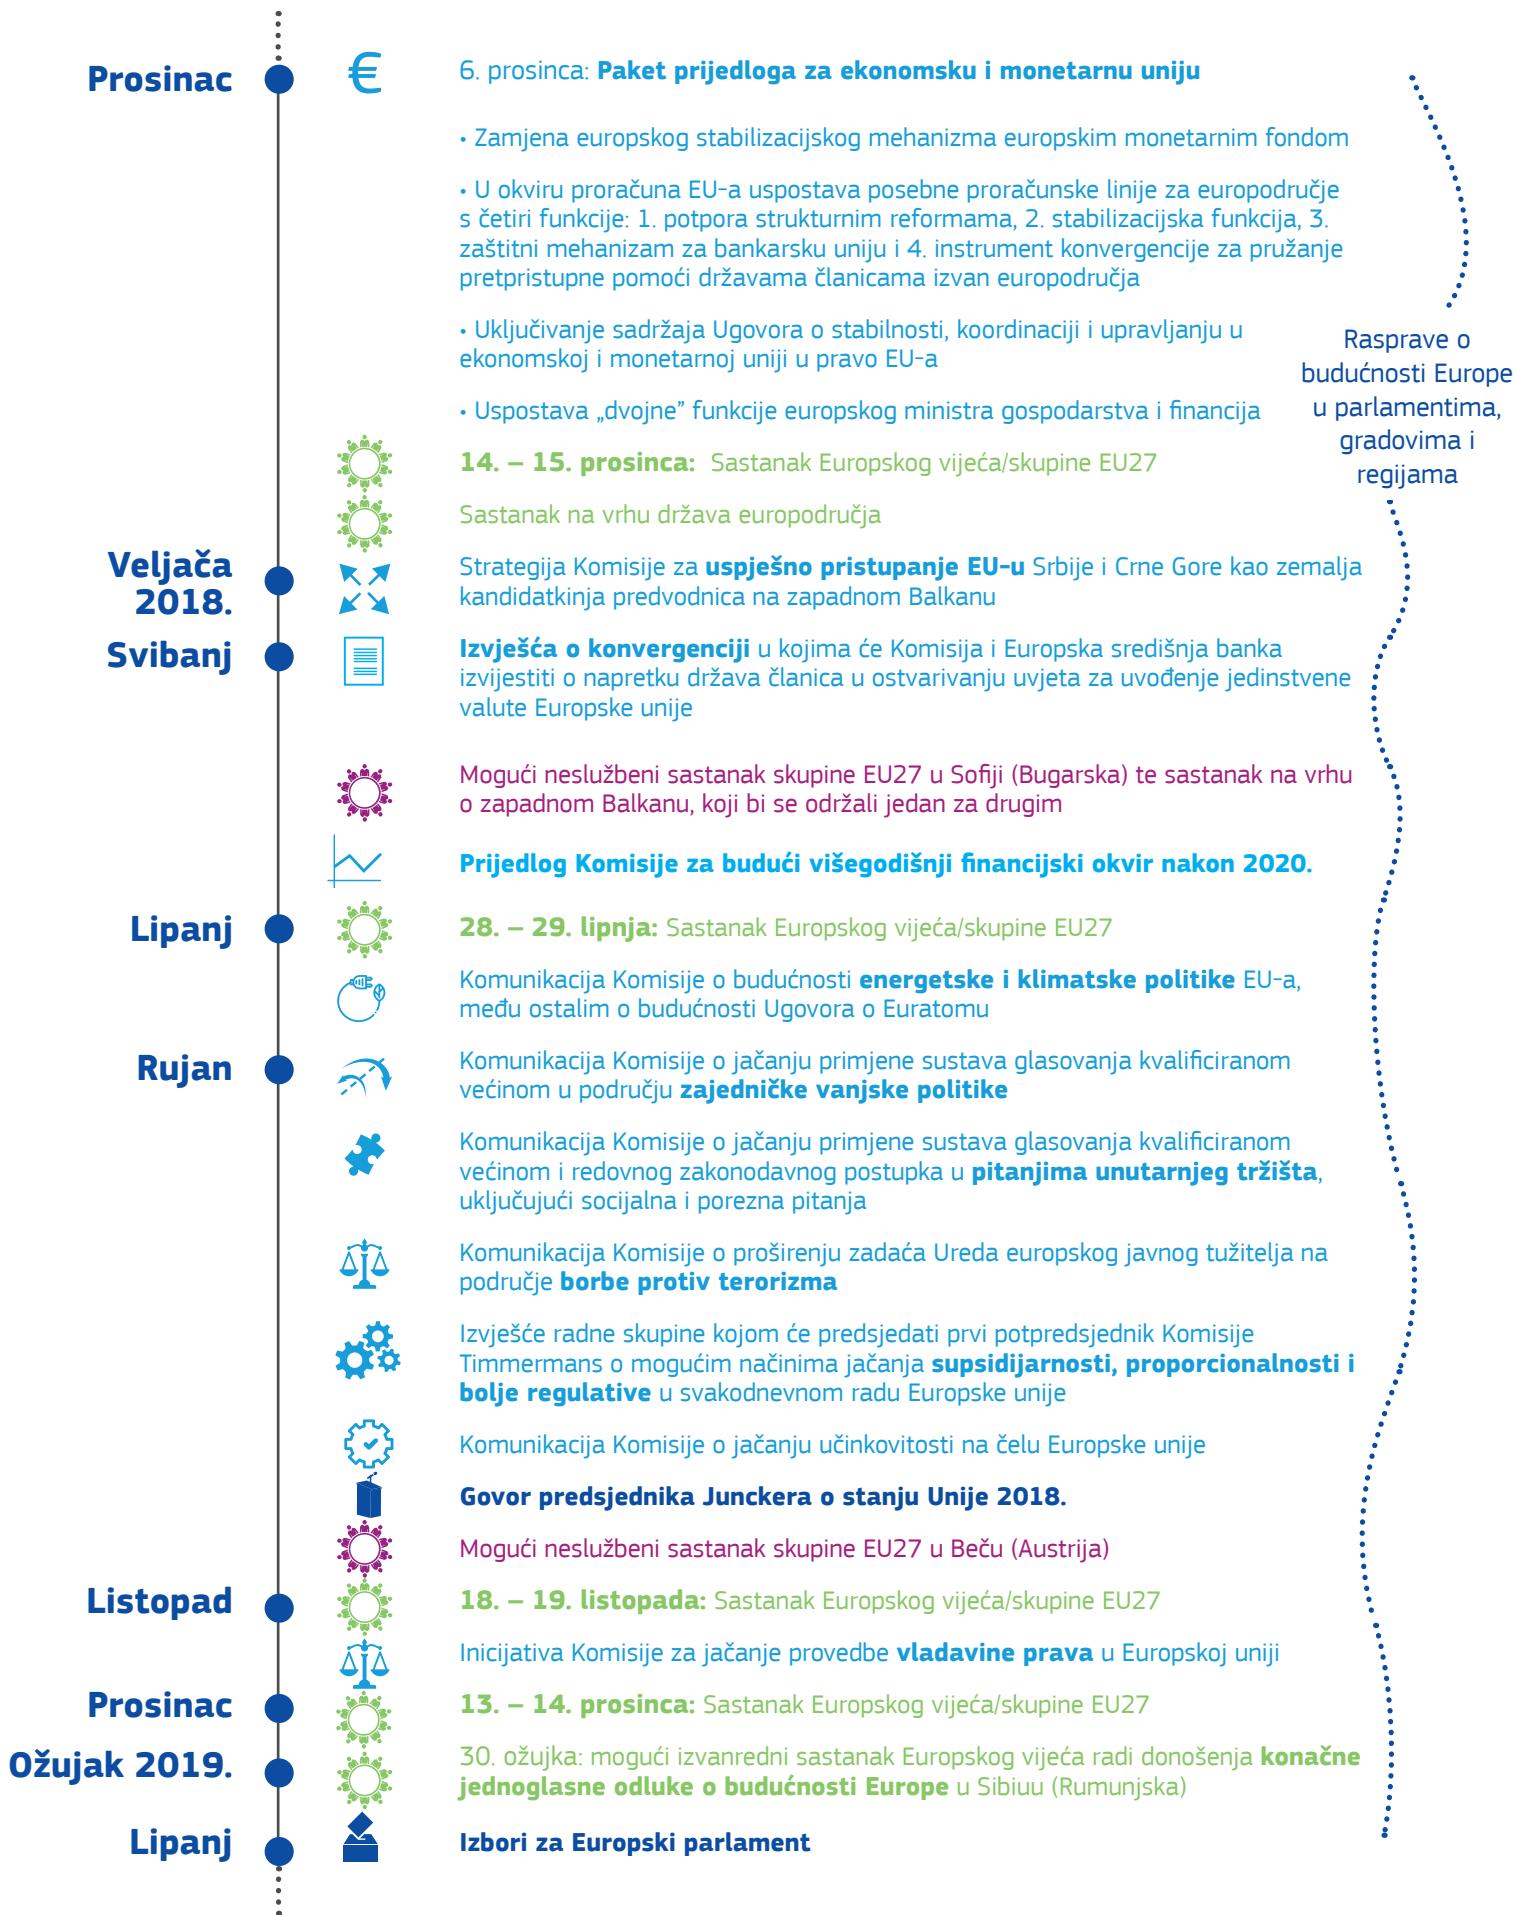 Prosinac
6. prosinca: Paket prijedloga za ekonomsku i monetarnu uniju
• Zamjena europskog stabilizacijskog mehanizma europskim monetarnim fondom
• U okviru proračuna EU-a uspostava posebne proračunske linije za europodručje
s četiri funkcije: 1. potpora strukturnim reformama, 2. stabilizacijska funkcija, 3.
zaštitni mehanizam za bankarsku uniju i 4. instrument konvergencije za pružanje
pretpristupne pomoći državama članicama izvan europodručja
• Uključivanje sadržaja Ugovora o stabilnosti, koordinaciji i upravljanju u
ekonomskoj i monetarnoj uniji u pravo EU-a
• Uspostava „dvojne” funkcije europskog ministra gospodarstva i financija
Rasprave o
budućnosti Europe
u parlamentima,
gradovima i
regijama
14. – 15. prosinca: Sastanak Europskog vijeća/skupine EU27
Sastanak na vrhu država europodručja
Veljača
2018.
Strategija Komisije za uspješno pristupanje EU-u Srbije i Crne Gore kao zemalja
kandidatkinja predvodnica na zapadnom Balkanu
Svibanj
Izvješća o konvergenciji u kojima će Komisija i Europska središnja banka
izvijestiti o napretku država članica u ostvarivanju uvjeta za uvođenje jedinstvene
valute Europske unije
Mogući neslužbeni sastanak skupine EU27 u Sofiji (Bugarska) te sastanak na vrhu
o zapadnom Balkanu, koji bi se održali jedan za drugim
Prijedlog Komisije za budući višegodišnji financijski okvir nakon 2020.
Lipanj
28. – 29. lipnja: Sastanak Europskog vijeća/skupine EU27
Komunikacija Komisije o budućnosti energetske i klimatske politike EU-a,
među ostalim o budućnosti Ugovora o Euratomu
Rujan
Komunikacija Komisije o jačanju primjene sustava glasovanja kvalificiranom
većinom u području zajedničke vanjske politike
Komunikacija Komisije o jačanju primjene sustava glasovanja kvalificiranom
većinom i redovnog zakonodavnog postupka u pitanjima unutarnjeg tržišta,
uključujući socijalna i porezna pitanja
Komunikacija Komisije o proširenju zadaća Ureda europskog javnog tužitelja na
područje borbe protiv terorizma
Izvješće radne skupine kojom će predsjedati prvi potpredsjednik Komisije
Timmermans o mogućim načinima jačanja supsidijarnosti, proporcionalnosti i
bolje regulative u svakodnevnom radu Europske unije
Komunikacija Komisije o jačanju učinkovitosti na čelu Europske unije
Govor predsjednika Junckera o stanju Unije 2018.
Mogući neslužbeni sastanak skupine EU27 u Beču (Austrija)
Listopad
18. – 19. listopada: Sastanak Europskog vijeća/skupine EU27
Inicijativa Komisije za jačanje provedbe vladavine prava u Europskoj uniji
Prosinac
13. – 14. prosinca: Sastanak Europskog vijeća/skupine EU27
Ožujak 2019.
30. ožujka: mogući izvanredni sastanak Europskog vijeća radi donošenja konačne
jednoglasne odluke o budućnosti Europe u Sibiuu (Rumunjska)
Lipanj
Izbori za Europski parlament